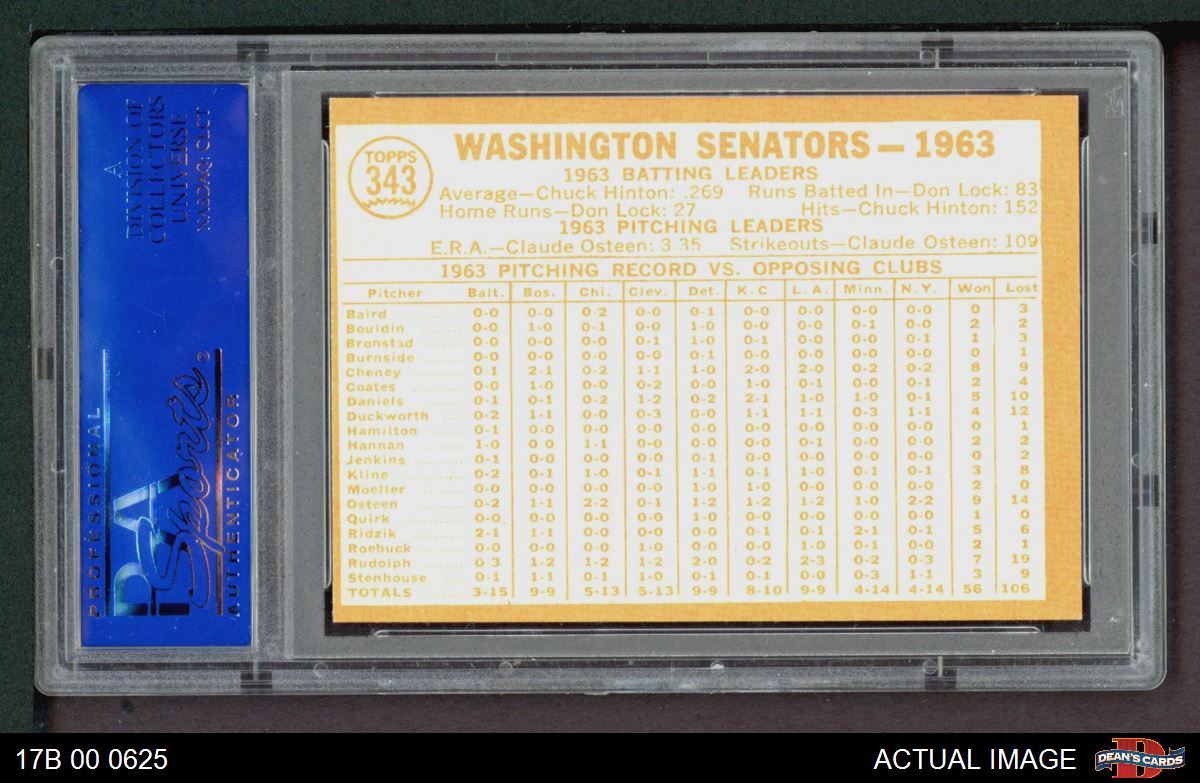 A
DIVISION OF
COLLECTORS
UNIVERSE
NASDAQ: CLCT
PROFESSIONAL
PSA
Sports®
AUTHENTICATOR
TOPPS
343
WASHINGTON SENATORS — 1963
1963 BATTING LEADERS
Average—Chuck Hinton: .269 Runs Batted In—Don Lock: 83
Home Runs—Don Lock: 27 Hits—Chuck Hinton: 152
1963 PITCHING LEADERS
E.R.A.—Claude Osteen: 3.35 Strikeouts—Claude Osteen: 109
1963 PITCHING RECORD VS. OPPOSING CLUBS
Pitcher Balt. Bos. Chi. Clev. Det. K.C. L.A. Minn. N.Y. Won Lost
Baird 0-0 0-0 0-2 0-0 0-1 0-0 0-0 0-0 0-0 0 3
Bouldin 0-0 1-0 0-1 0-0 1-0 0-0 0-0 0-1 0-0 2 2
Bronstad 0-0 0-0 0-0 0-1 1-0 0-1 0-0 0-0 0-1 1 3
Burnside 0-0 0-0 0-0 0-0 0-1 0-0 0-0 0-0 0-0 0 1
Cheney 0-1 2-1 0-2 1-1 1-0 2-0 2-0 0-2 0-2 8 9
Coates 0-0 1-0 0-0 0-2 0-0 1-0 0-1 0-0 0-1 2 4
Daniels 0-1 0-1 0-2 1-2 0-2 2-1 1-0 1-0 0-1 5 10
Duckworth 0-2 1-1 0-0 0-3 0-0 1-1 1-1 0-3 1-1 4 12
Hamilton 0-1 0-0 0-0 0-0 0-0 0-0 0-0 0-0 0-0 0 1
Hannan 1-0 0-0 1-1 0-0 0-0 0-0 0-1 0-0 0-0 2 2
Jenkins 0-1 0-0 0-0 0-1 0-0 0-0 0-0 0-0 0-0 0 2
Kline 0-2 0-1 1-0 0-1 1-1 0-1 1-0 0-1 0-1 3 8
Moeller 0-0 0-0 0-0 0-0 1-0 1-0 0-0 0-0 0-0 2 0
Osteen 0-2 1-1 2-2 0-1 1-2 1-2 1-2 1-0 2-2 9 14
Quirk 0-0 0-0 0-0 0-0 1-0 0-0 0-0 0-0 0-0 1 0
Ridzik 2-1 1-1 0-0 0-0 0-0 0-1 0-1 2-1 0-1 5 6
Roebuck 0-0 0-0 0-0 1-0 0-0 0-0 1-0 0-1 0-0 2 1
Rudolph 0-3 1-2 1-2 1-2 2-0 0-2 2-3 0-2 0-3 7 19
Stenhouse 0-1 1-1 0-1 1-0 0-1 0-1 0-0 0-3 1-1 3 9
TOTALS 3-15 9-9 5-13 5-13 9-9 8-10 9-9 4-14 4-14 56 106
17B 00 0625
ACTUAL IMAGE
DEAN'S CARDS